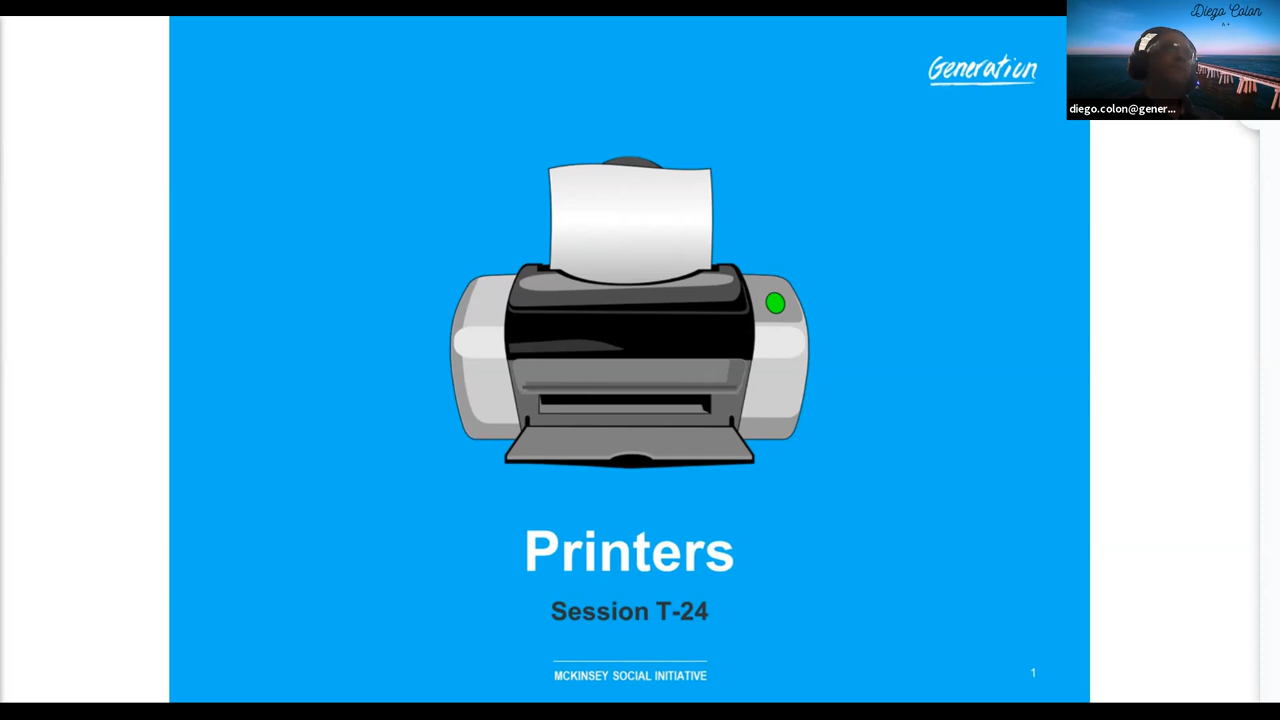 Generation
Diego Colon
A+
diego.colon@gener...
Printers
Session T-24
MCKINSEY SOCIAL INITIATIVE
1